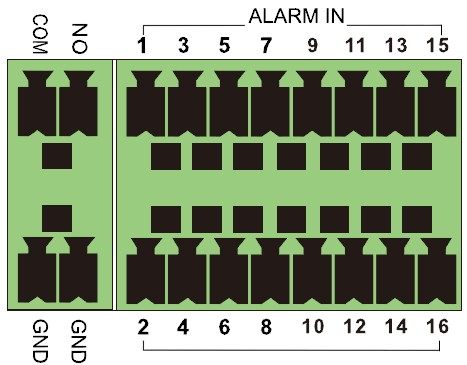 ALARM IN
COM NO 1 3 5 7 9 11 13 15
GND GND 2 4 6 8 10 12 14 16